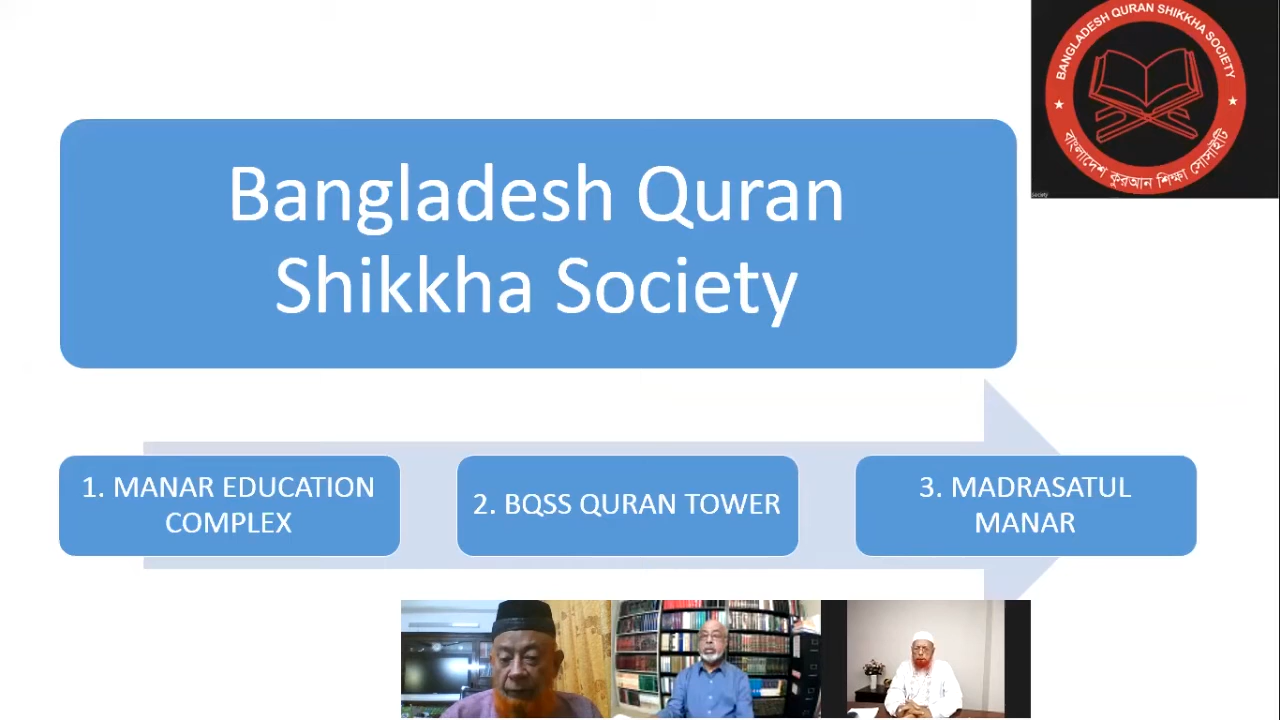 BANGLADESH QURAN SHIKKHA SOCIETY
বাংলাদেশ কুরআন শিক্ষা সোসাইটি
Society
Bangladesh Quran
Shikkha Society
1. MANAR EDUCATION
COMPLEX
2. BQSS QURAN TOWER
3. MADRASATUL
MANAR